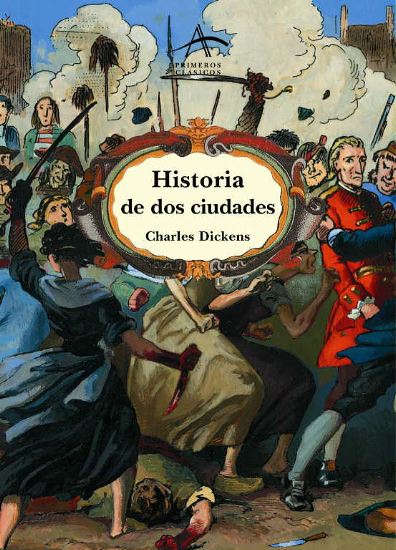 PRIMEROS
CLÁSICOS
Historia
de dos ciudades
Charles Dickens